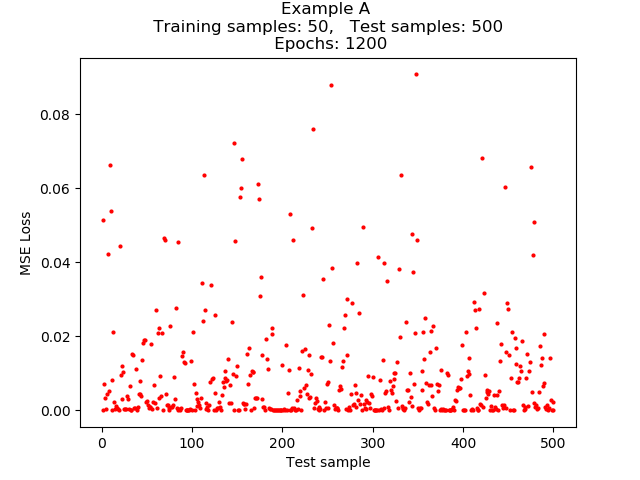 Example A
Training samples: 50,   Test samples: 500
Epochs: 1200
0.08
0.06
0.04
0.02
0.00
MSE Loss
0 100 200 300 400 500
Test sample